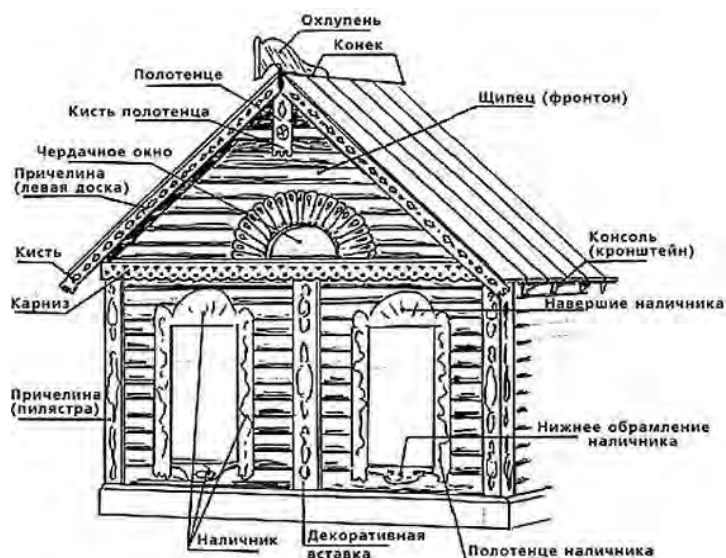 Охлупень
Конек
Полотенце
Щипец (фронтон)
Кисть полотенца
Чердачное окно
Причелина
(левая доска)
Консоль
(кронштейн)
Кисть
Карниз
Навершие наличника
Причелина
(пилястра)
Нижнее обрамление
наличника
Наличник
Декоративная
вставка
Полотенце наличника